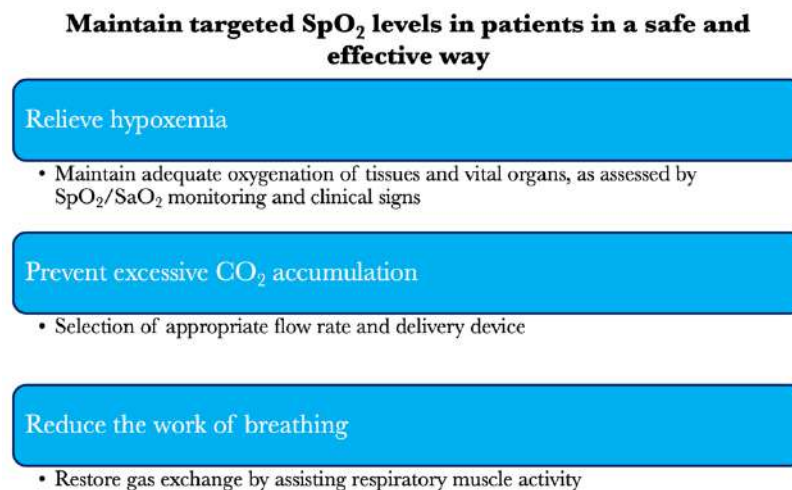 Maintain targeted SpO₂ levels in patients in a safe and
effective way
Relieve hypoxemia
• Maintain adequate oxygenation of tissues and vital organs, as assessed by
SpO₂/SaO₂ monitoring and clinical signs
Prevent excessive CO₂ accumulation
• Selection of appropriate flow rate and delivery device
Reduce the work of breathing
• Restore gas exchange by assisting respiratory muscle activity